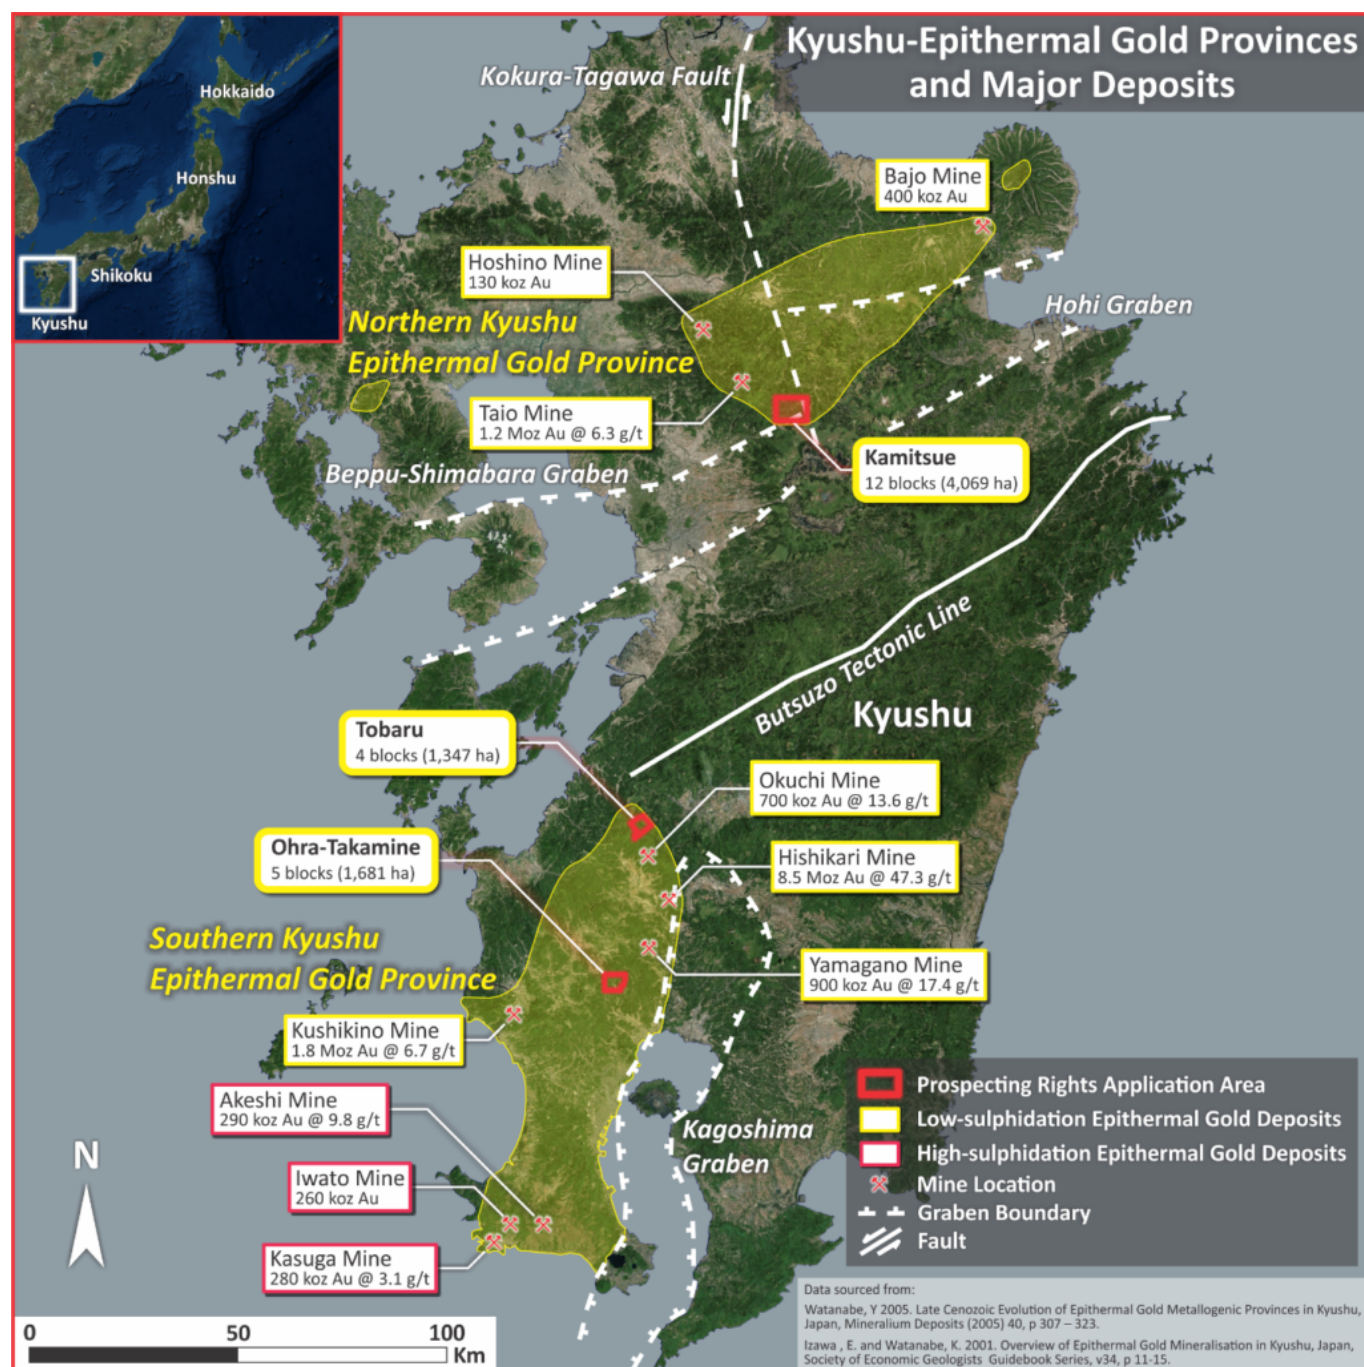 Kyushu-Epithermal Gold Provinces
and Major Deposits
Hokkaido
Honshu
Shikoku
Kyushu
Kokura-Tagawa Fault
Bajo Mine
400 koz Au
Hoshino Mine
130 koz Au
Hohi Graben
Northern Kyushu
Epithermal Gold Province
Taio Mine
1.2 Moz Au @ 6.3 g/t
Kamitsue
12 blocks (4,069 ha)
Beppu-Shimabara Graben
Butsuzo Tectonic Line
Kyushu
Tobaru
4 blocks (1,347 ha)
Okuchi Mine
700 koz Au @ 13.6 g/t
Ohra-Takamine
5 blocks (1,681 ha)
Hishikari Mine
8.5 Moz Au @ 47.3 g/t
Southern Kyushu
Epithermal Gold Province
Yamagano Mine
900 koz Au @ 17.4 g/t
Kushikino Mine
1.8 Moz Au @ 6.7 g/t
Akeshi Mine
290 koz Au @ 9.8 g/t
Kagoshima
Graben
Iwato Mine
260 koz Au
Kasuga Mine
280 koz Au @ 3.1 g/t
N
Prospecting Rights Application Area
Low-sulphidation Epithermal Gold Deposits
High-sulphidation Epithermal Gold Deposits
Mine Location
Graben Boundary
Fault
0 50 100
Km
Data sourced from:
Watanabe, Y 2005. Late Cenozoic Evolution of Epithermal Gold Metallogenic Provinces in Kyushu,
Japan, Mineralium Deposits (2005) 40, p 307 – 323.
Izawa , E. and Watanabe, K. 2001. Overview of Epithermal Gold Mineralisation in Kyushu, Japan,
Society of Economic Geologists Guidebook Series, v34, p 11-15.